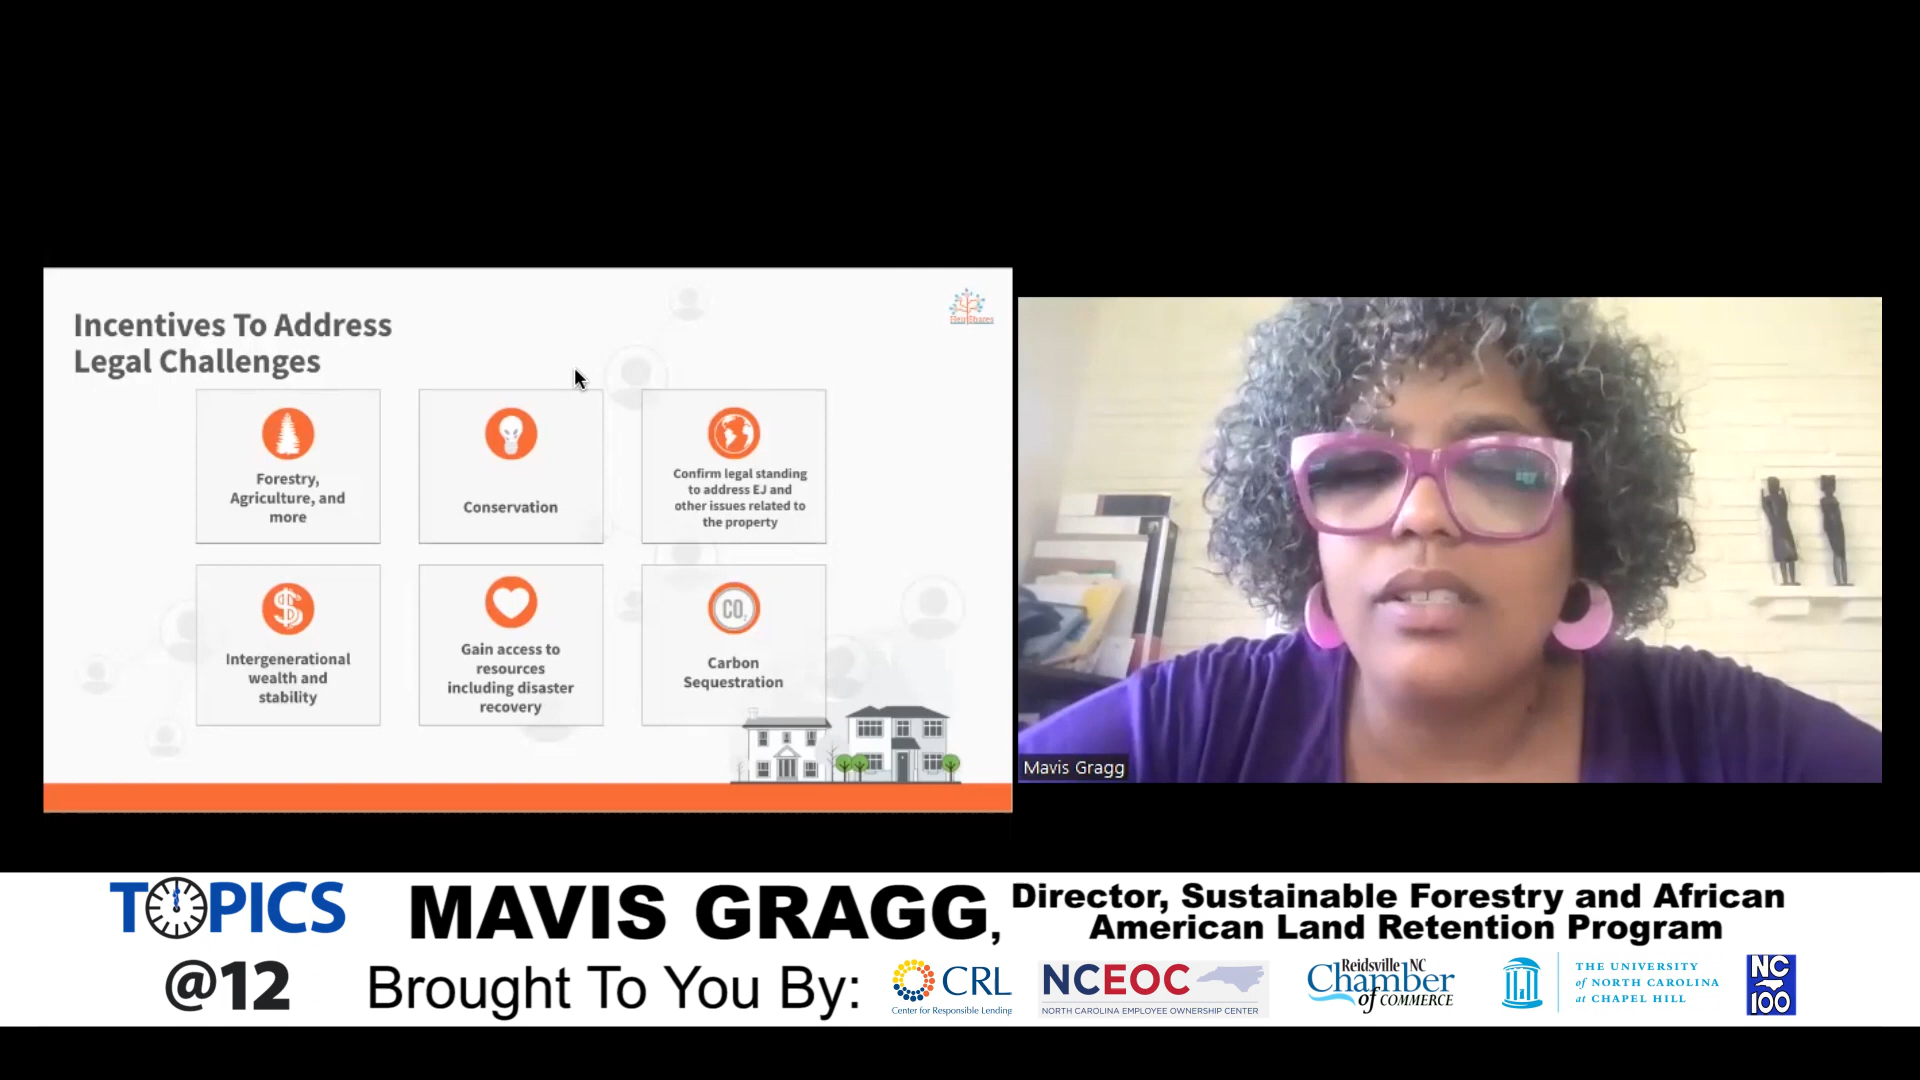 Incentives To Address
Legal Challenges
HeirShares
Forestry,
Agriculture, and
more
Conservation
Confirm legal standing
to address EJ and
other issues related to
the property
Intergenerational
wealth and
stability
Gain access to
resources
including disaster
recovery
CO2
Carbon
Sequestration
Mavis Gragg
TOPICS
@12
MAVIS GRAGG,
Director, Sustainable Forestry and African
American Land Retention Program
Brought To You By:
CRL
Center for Responsible Lending
NCEOC
NORTH CAROLINA EMPLOYEE OWNERSHIP CENTER
Reidsville NC
Chamber
of COMMERCE
THE UNIVERSITY
of NORTH CAROLINA
at CHAPEL HILL
NC
100